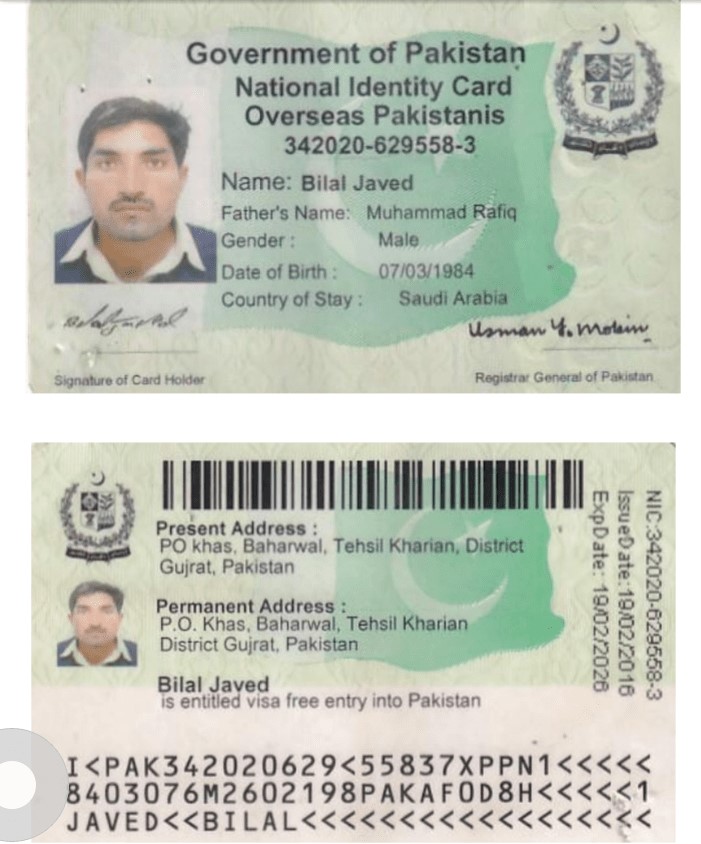 Government of Pakistan
National Identity Card
Overseas Pakistanis
342020-629558-3
Name: Bilal Javed
Father's Name: Muhammad Rafiq
Gender : Male
Date of Birth : 07/03/1984
Country of Stay : Saudi Arabia
Usman Y. Mobin
Signature of Card Holder
Registrar General of Pakistan
Present Address :
PO khas, Baharwal, Tehsil Kharian, District
Gujrat, Pakistan
Permanent Address :
P.O. Khas, Baharwal, Tehsil Kharian
District Gujrat, Pakistan
Bilal Javed
is entitled visa free entry into Pakistan
NIC:342020-629558-3
IssueDate:19/02/2016
ExpDate: 19/02/2026
I<PAK342020629<55837XPPN1<<<<<
8403076M2602198PAKAFOD8H<<<<<1
JAVED<<BILAL<<<<<<<<<<<<<<<<<<